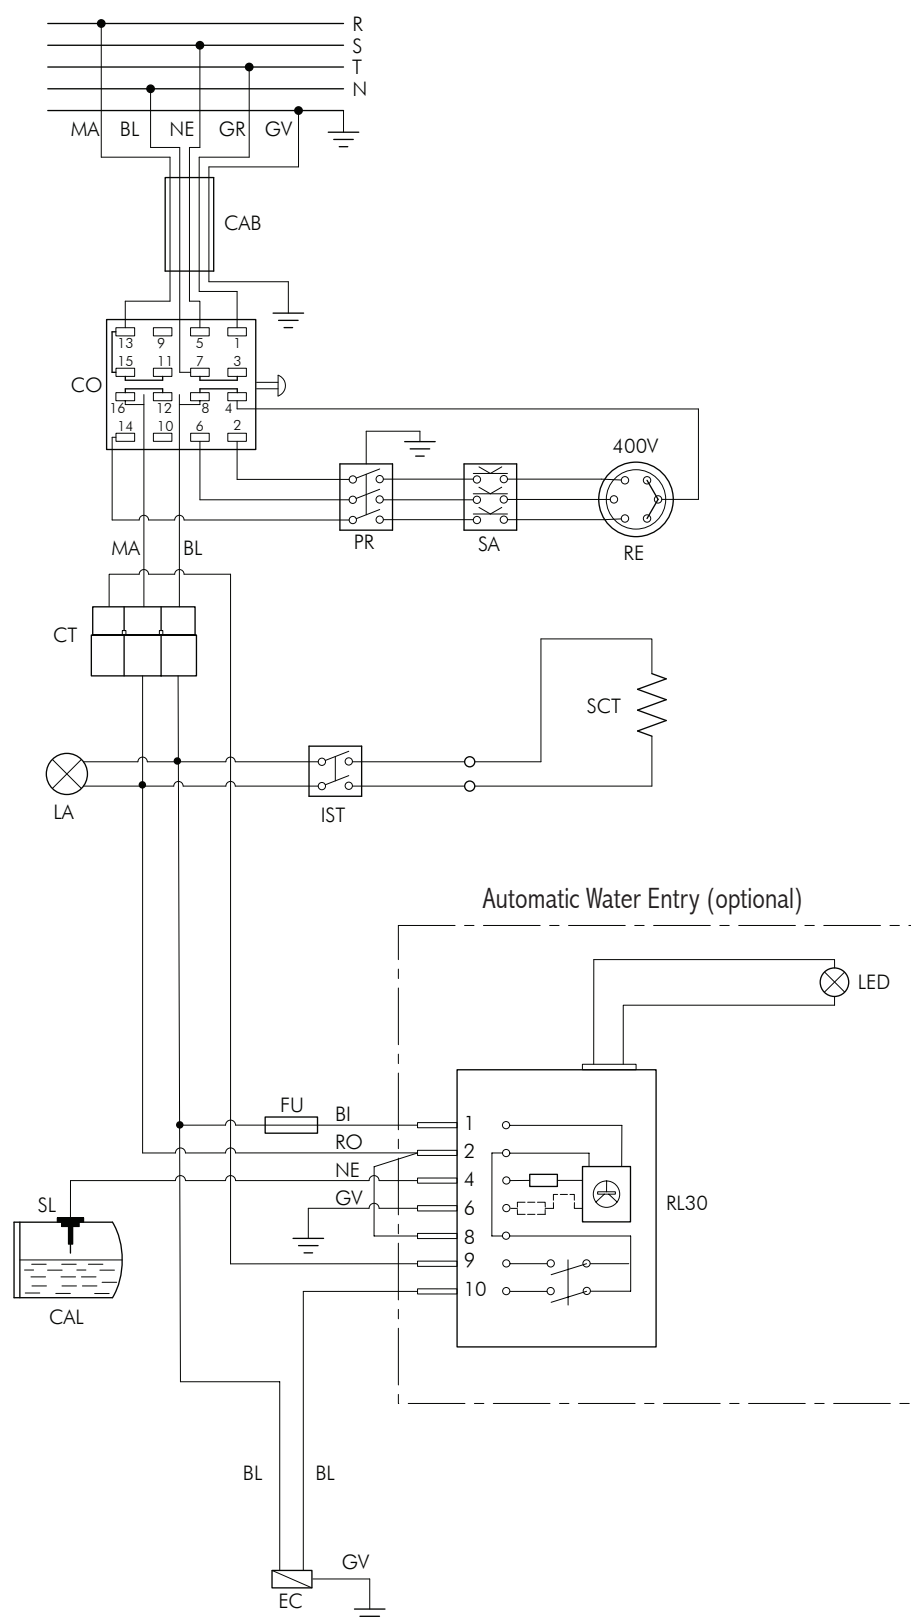 R
S
T
N
MA BL NE GR GV
CAB
13 9 5 1
15 11 7 3
CO
16 12 8 4
14 10 6 2
400V
PR SA RE
MA BL
CT
SCT
LA IST
Automatic Water Entry (optional)
LED
FU BI 1
RO 2
NE 4
SL GV 6 RL30
8
9
10
CAL
BL BL
GV
EC